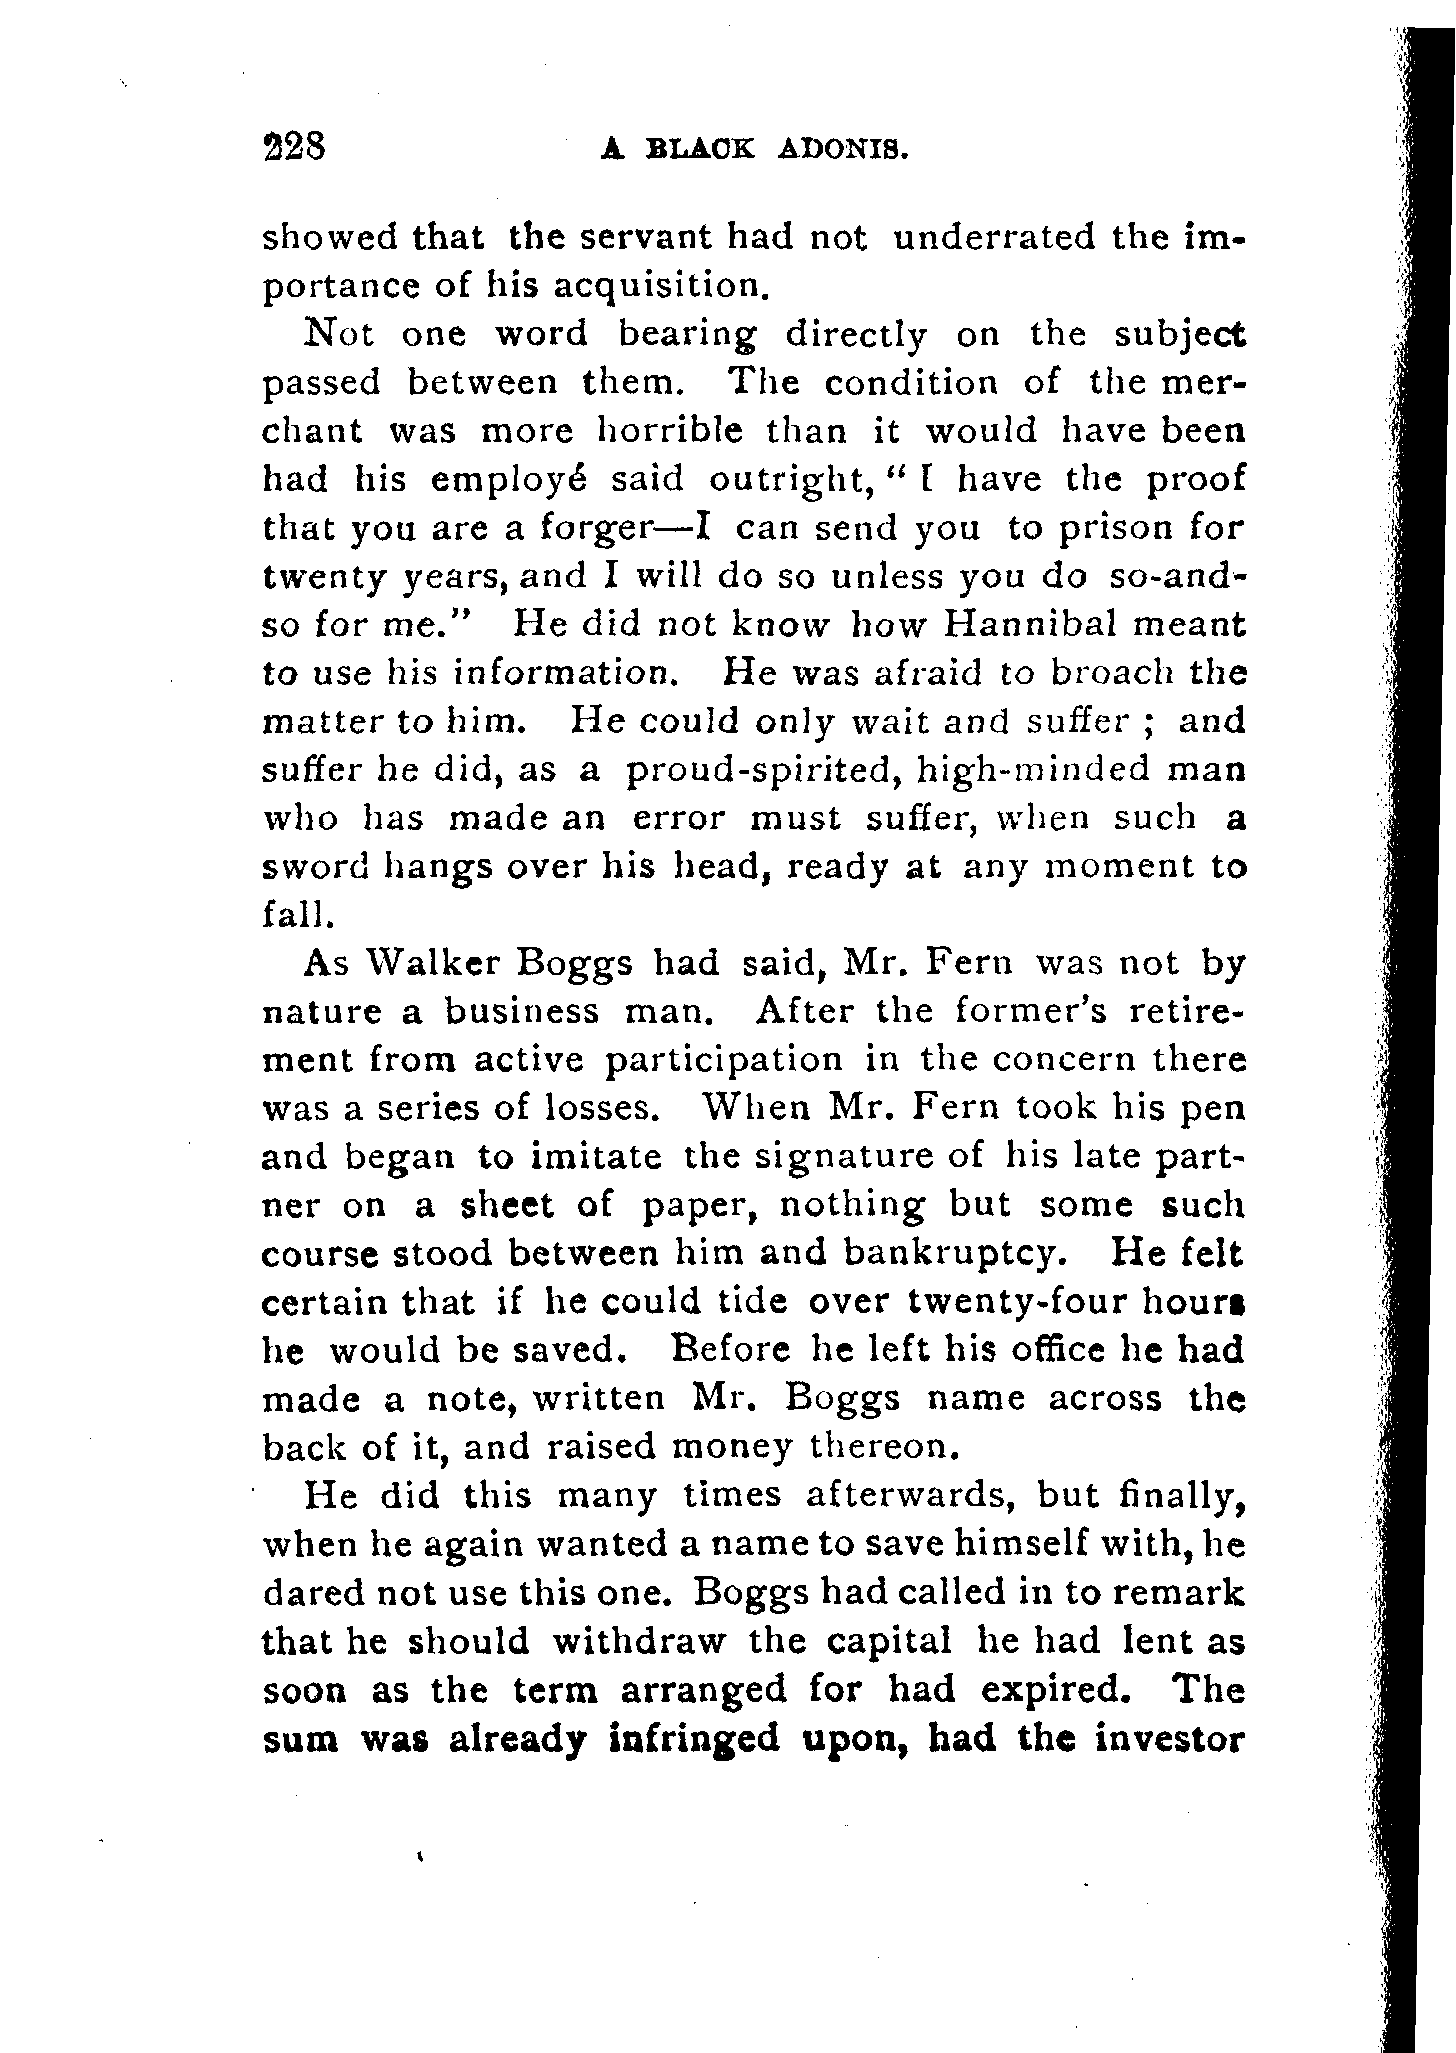 228 A BLACK ADONIS.
showed that the servant had not underrated the im-
portance of his acquisition.
Not one word bearing directly on the subject
passed between them. The condition of the mer-
chant was more horrible than it would have been
had his employé said outright, “ I have the proof
that you are a forger—I can send you to prison for
twenty years, and I will do so unless you do so-and-
so for me.” He did not know how Hannibal meant
to use his information. He was afraid to broach the
matter to him. He could only wait and suffer ; and
suffer he did, as a proud-spirited, high-minded man
who has made an error must suffer, when such a
sword hangs over his head, ready at any moment to
fall.
As Walker Boggs had said, Mr. Fern was not by
nature a business man. After the former's retire-
ment from active participation in the concern there
was a series of losses. When Mr. Fern took his pen
and began to imitate the signature of his late part-
ner on a sheet of paper, nothing but some such
course stood between him and bankruptcy. He felt
certain that if he could tide over twenty-four hours
he would be saved. Before he left his office he had
made a note, written Mr. Boggs name across the
back of it, and raised money thereon.
He did this many times afterwards, but finally,
when he again wanted a name to save himself with, he
dared not use this one. Boggs had called in to remark
that he should withdraw the capital he had lent as
soon as the term arranged for had expired. The
sum was already infringed upon, had the investor